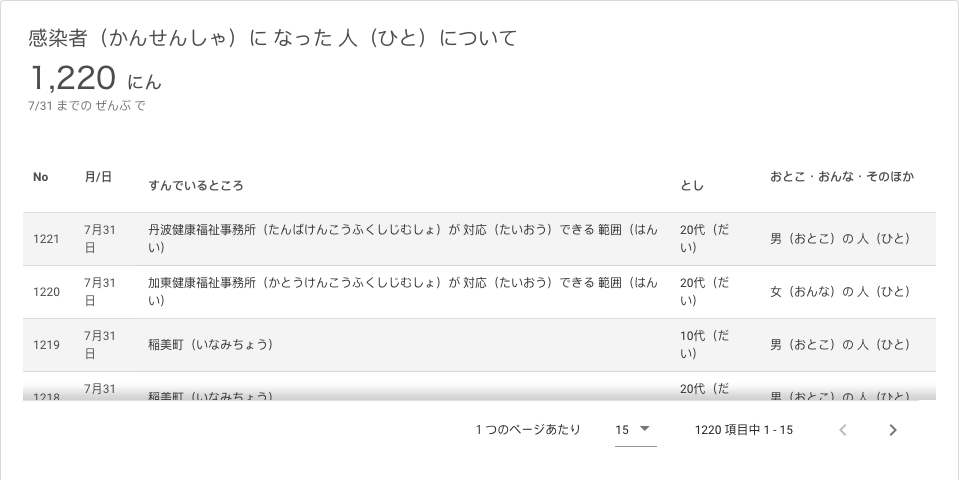 感染者（かんせんしゃ）に なった 人（ひと）について
1,220 にん
7/31 までの ぜんぶ で
No 月/日 すんでいるところ とし おとこ・おんな・そのほか
1221 7月31日 丹波健康福祉事務所（たんばけんこうふくしじむしょ）が 対応（たいおう）できる 範囲（はんい） 20代（だい） 男（おとこ）の 人（ひと）
1220 7月31日 加東健康福祉事務所（かとうけんこうふくしじむしょ）が 対応（たいおう）できる 範囲（はんい） 20代（だい） 女（おんな）の 人（ひと）
1219 7月31日 稲美町（いなみちょう） 10代（だい） 男（おとこ）の 人（ひと）
1218 7月31 稲美町（いなみちょう） 20代（だ 男（おとこ）の 人（ひと）
1 つのページあたり 15 1220 項目中 1 - 15